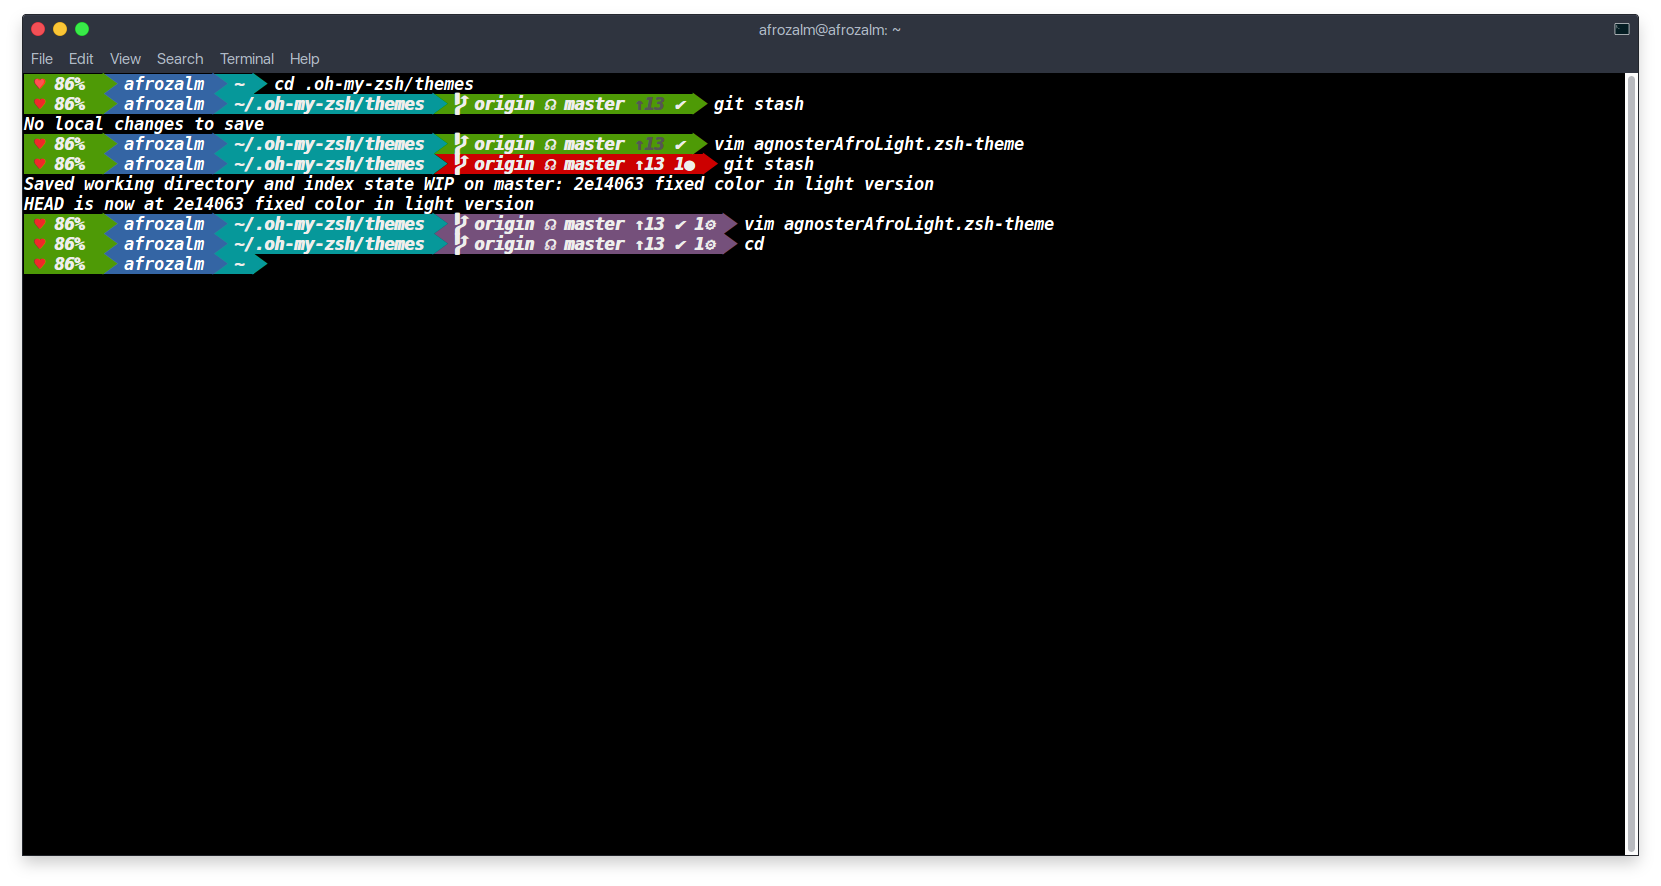 afrozalm@afrozalm: ~
File Edit View Search Terminal Help
♥ 86% afrozalm ~ cd .oh-my-zsh/themes
♥ 86% afrozalm ~/.oh-my-zsh/themes origin ☊ master ↑13 ✔ git stash
No local changes to save
♥ 86% afrozalm ~/.oh-my-zsh/themes origin ☊ master ↑13 ✔ vim agnosterAfroLight.zsh-theme
♥ 86% afrozalm ~/.oh-my-zsh/themes origin ☊ master ↑13 1● git stash
Saved working directory and index state WIP on master: 2e14063 fixed color in light version
HEAD is now at 2e14063 fixed color in light version
♥ 86% afrozalm ~/.oh-my-zsh/themes origin ☊ master ↑13 ✔ 1⚙ vim agnosterAfroLight.zsh-theme
♥ 86% afrozalm ~/.oh-my-zsh/themes origin ☊ master ↑13 ✔ 1⚙ cd
♥ 86% afrozalm ~